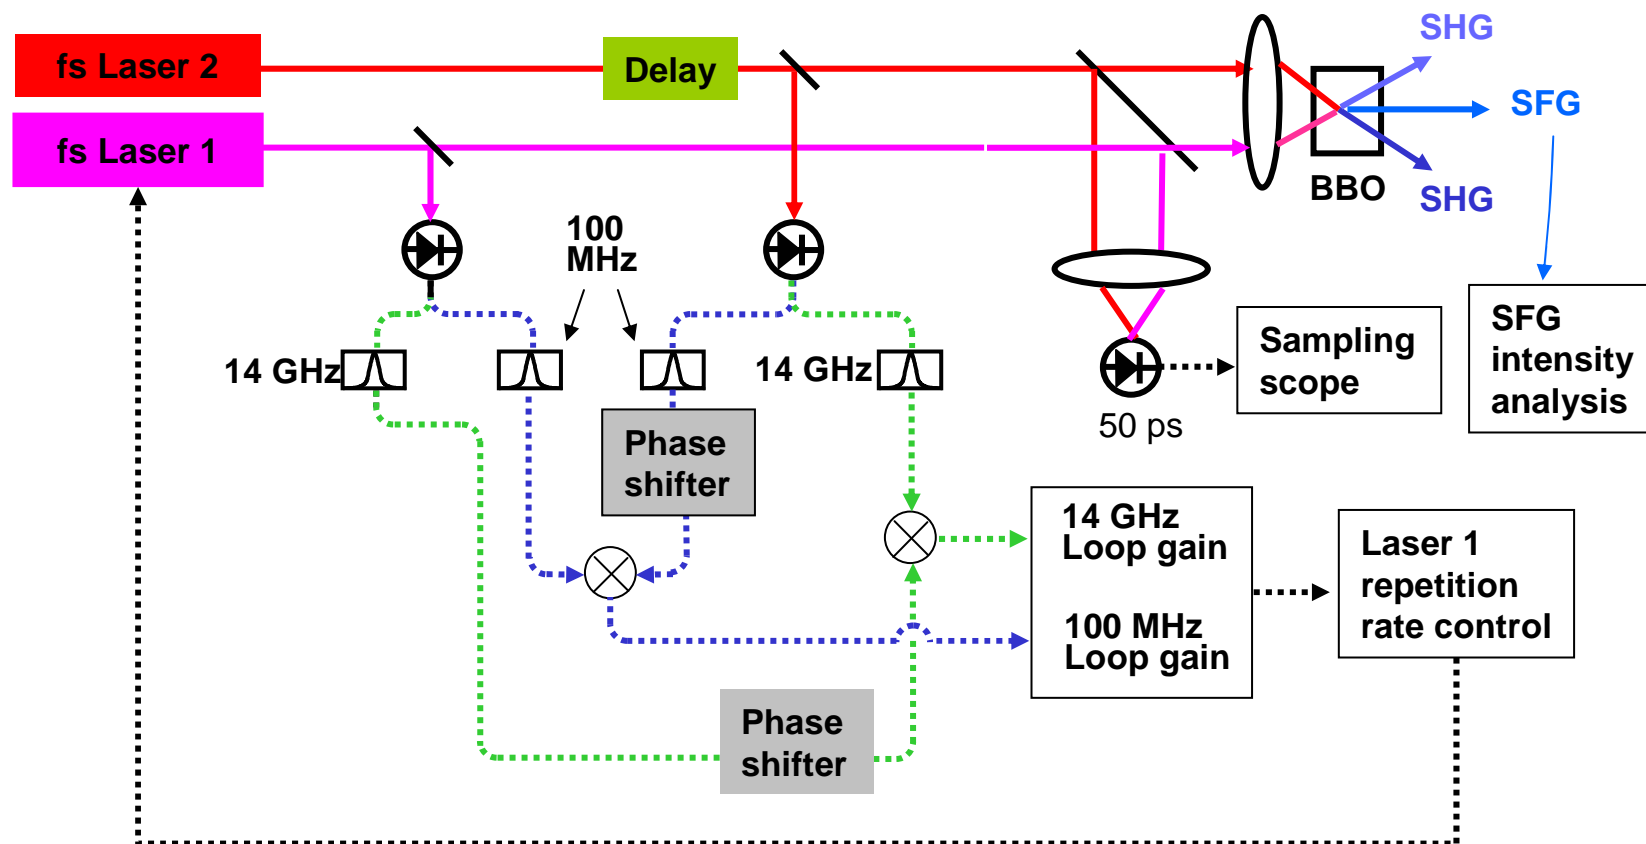 fs Laser 2
Delay
SHG
SFG
fs Laser 1
BBO
SHG
100
MHz
14 GHz
14 GHz
50 ps
Sampling
scope
SFG
intensity
analysis
Phase
shifter
14 GHz
Loop gain
100 MHz
Loop gain
Laser 1
repetition
rate control
Phase
shifter